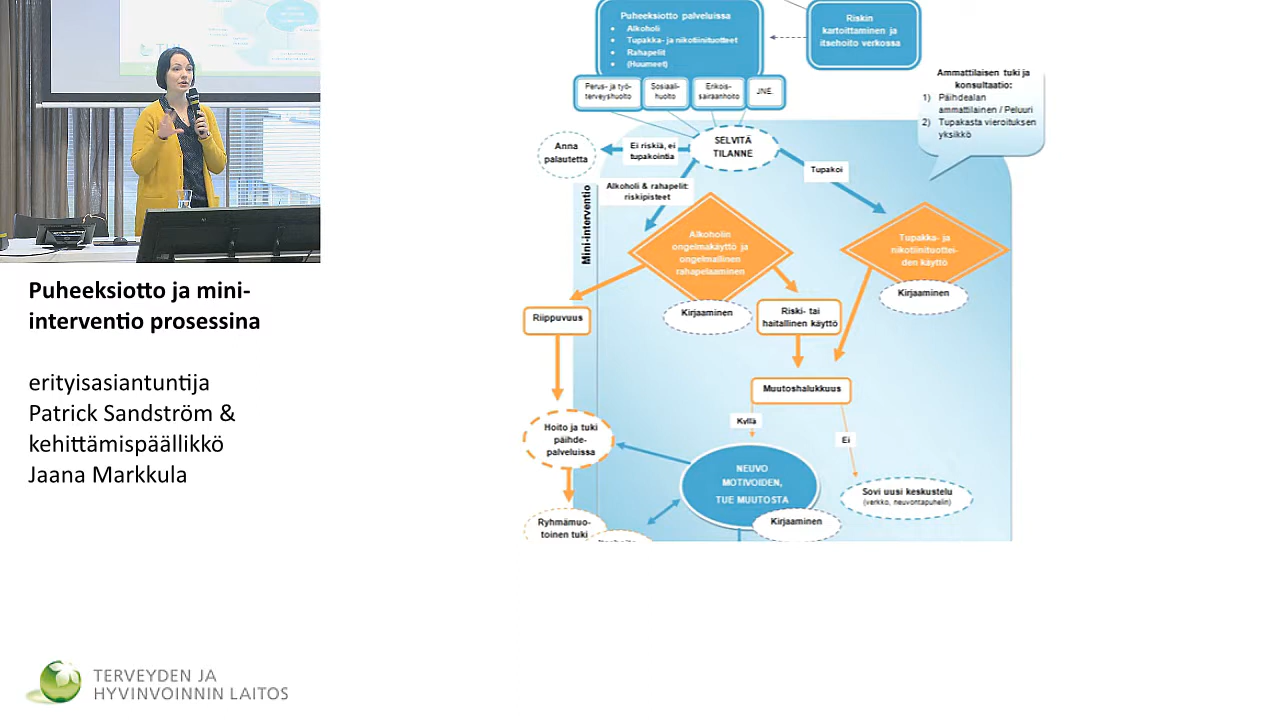 Puheeksiotto ja mini-
interventio prosessina
erityisasiantuntija
Patrick Sandström &
kehittämispäällikkö
Jaana Markkula
TERVEYDEN JA
HYVINVOINNIN LAITOS
Puheeksiotto palveluissa
• Alkoholi
• Tupakka- ja nikotiinituotteet
• Rahapelit
• (Huumeet)
Riskin
kartoittaminen ja
itsehoito verkossa
Perus- ja työ-
terveyshuolto
Sosiaali-
huolto
Erikois-
sairaanhoito
JNE.
Ammattilaisen tuki ja
konsultaatio:
1) Päihdealan
ammattilainen / Peluuri
2) Tupakasta vieroituksen
yksikkö
Anna
palautetta
Ei riskiä, ei
tupakointia
SELVITÄ
TILANNE
Tupakoi
Alkoholi & rahapelit:
riskipisteet
Mini-interventio
Alkoholin
ongelmakäyttö ja
ongelmallinen
rahapelaaminen
Tupakka- ja
nikotiinituottei-
den käyttö
Kirjaaminen
Kirjaaminen
Riippuvuus
Riski- tai
haitallinen käyttö
Muutoshalukkuus
Kyllä
Ei
Hoito ja tuki
päihde-
palveluissa
NEUVO
MOTIVOIDEN,
TUE MUUTOSTA
Kirjaaminen
Sovi uusi keskustelu
(verkko, neuvontapuhelin)
Ryhmämuo-
toinen tuki